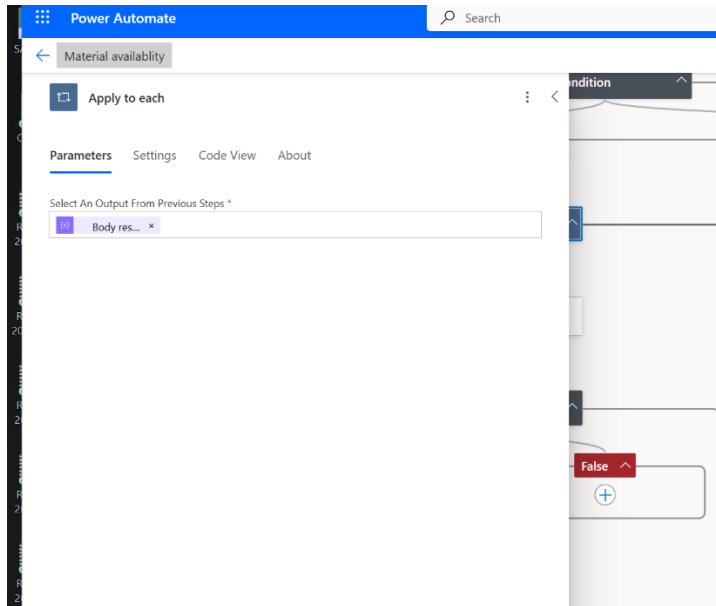 Power Automate
Search
Material availablity
Apply to each
ondition
Parameters Settings Code View About
Select An Output From Previous Steps *
Body res... ×
False